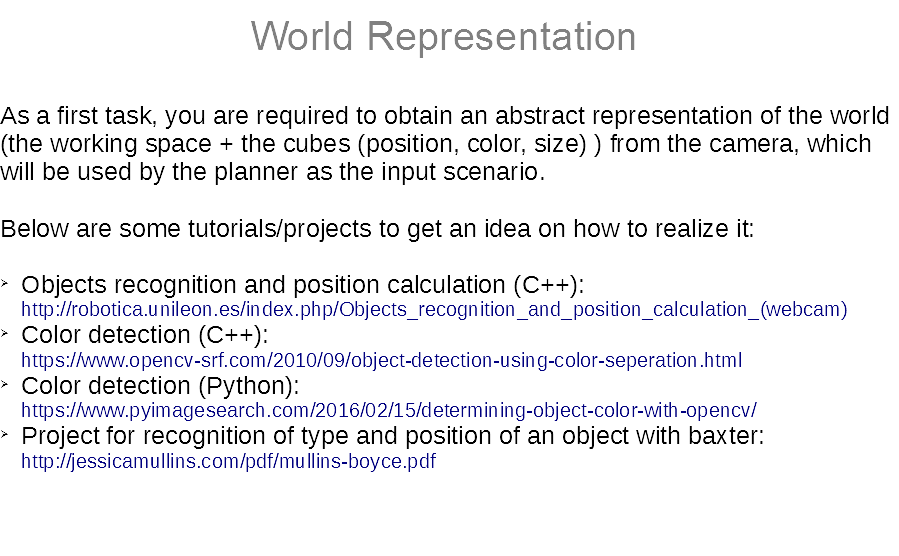 World Representation
As a first task, you are required to obtain an abstract representation of the world
(the working space + the cubes (position, color, size) ) from the camera, which
will be used by the planner as the input scenario.
Below are some tutorials/projects to get an idea on how to realize it:
➢ Objects recognition and position calculation (C++):
http://robotica.unileon.es/index.php/Objects_recognition_and_position_calculation_(webcam)
➢ Color detection (C++):
https://www.opencv-srf.com/2010/09/object-detection-using-color-seperation.html
➢ Color detection (Python):
https://www.pyimagesearch.com/2016/02/15/determining-object-color-with-opencv/
➢ Project for recognition of type and position of an object with baxter:
http://jessicamullins.com/pdf/mullins-boyce.pdf